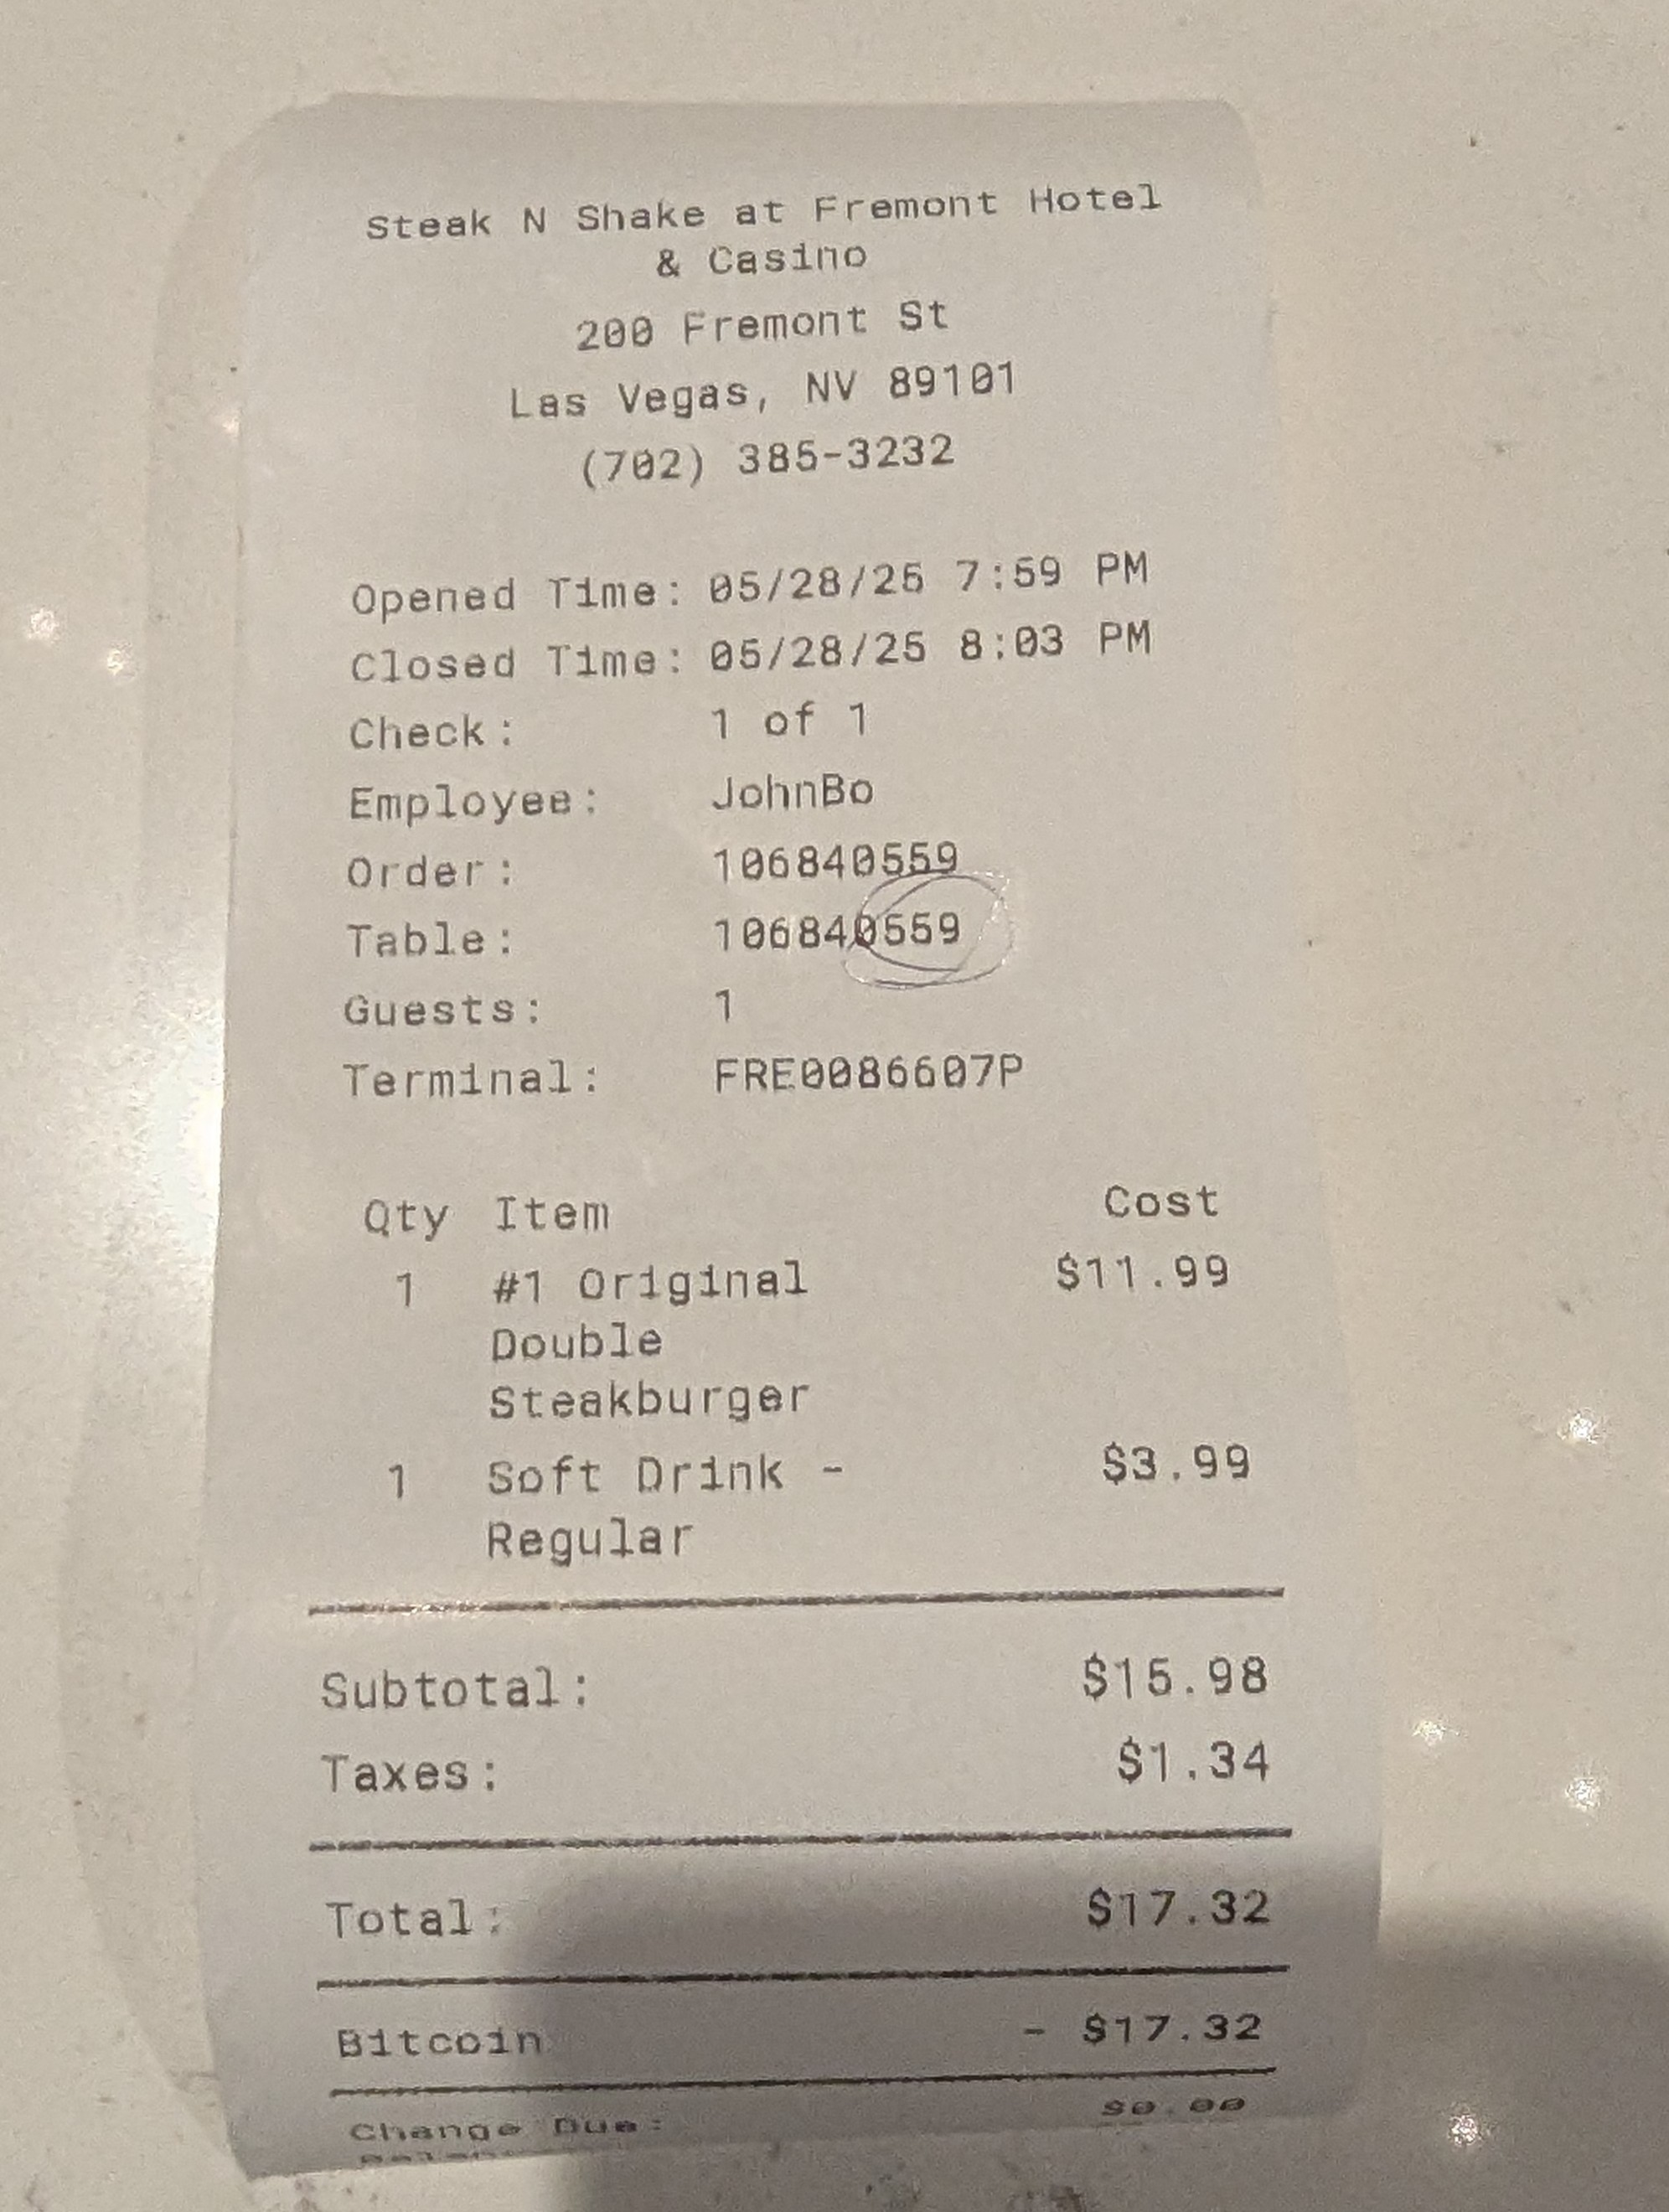 Steak N Shake at Fremont Hotel
& Casino
200 Fremont St
Las Vegas, NV 89101
(702) 385-3232
Opened Time: 05/28/25 7:59 PM
Closed Time: 05/28/25 8:03 PM
Check: 1 of 1
Employee: JohnBo
Order: 106840559
Table: 106840559
Guests: 1
Terminal: FRE0086607P
Qty Item Cost
1 #1 Original $11.99
Double
Steakburger
1 Soft Drink - $3.99
Regular
Subtotal: $15.98
Taxes: $1.34
Total: $17.32
Bitcoin - $17.32
Change Due: $0.00